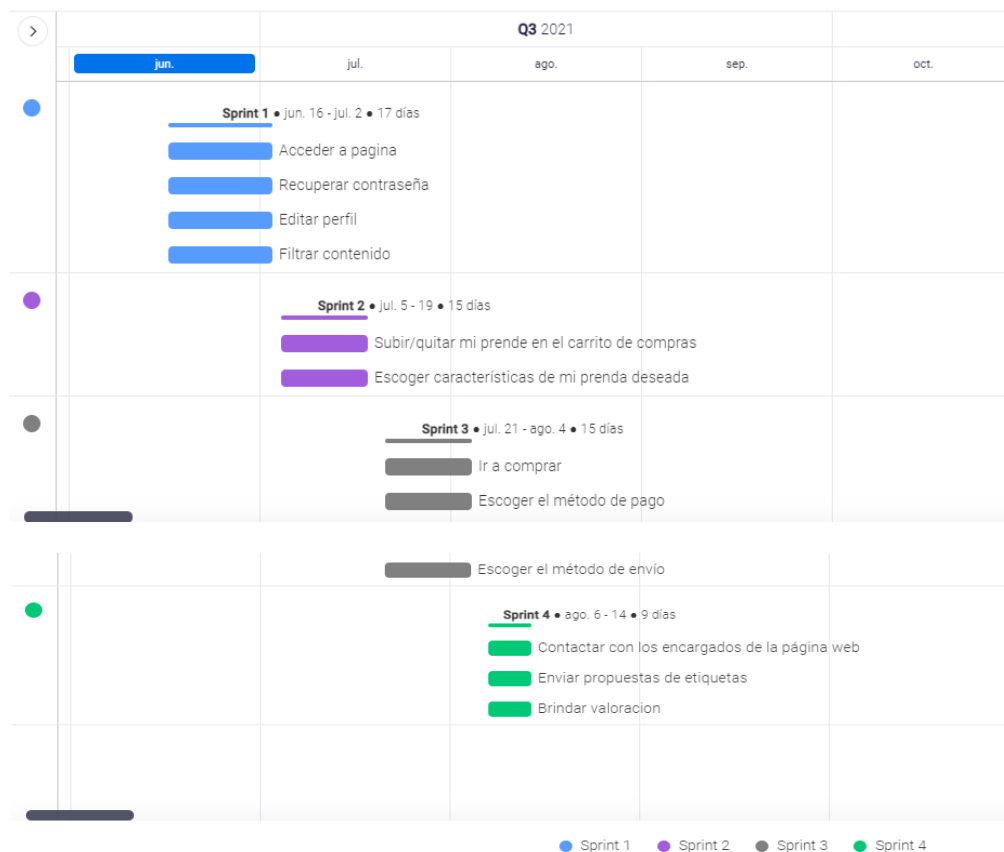 Q3 2021
jun. jul. ago. sep. oct.
Sprint 1 ● jun. 16 - jul. 2 ● 17 días
Acceder a pagina
Recuperar contraseña
Editar perfil
Filtrar contenido
Sprint 2 ● jul. 5 - 19 ● 15 días
Subir/quitar mi prende en el carrito de compras
Escoger características de mi prenda deseada
Sprint 3 ● jul. 21 - ago. 4 ● 15 días
Ir a comprar
Escoger el método de pago
Escoger el método de envío
Sprint 4 ● ago. 6 - 14 ● 9 días
Contactar con los encargados de la página web
Enviar propuestas de etiquetas
Brindar valoracion
Sprint 1 Sprint 2 Sprint 3 Sprint 4